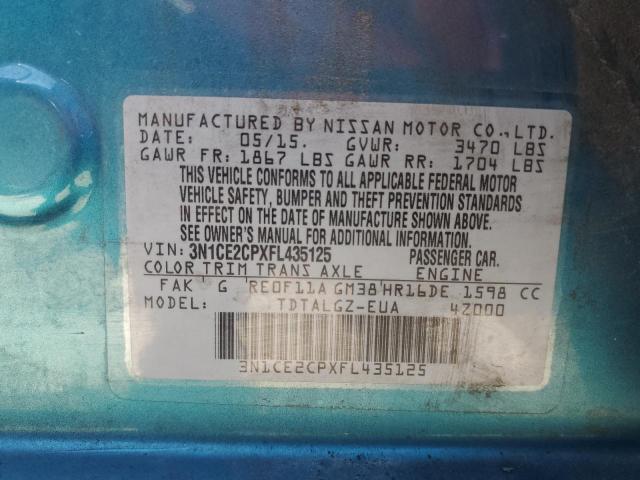 MANUFACTURED BY NISSAN MOTOR CO.,LTD.
DATE: 05/15. GVWR: 3470 LBS
GAWR FR: 1867 LBS GAWR RR: 1704 LBS
THIS VEHICLE CONFORMS TO ALL APPLICABLE FEDERAL MOTOR
VEHICLE SAFETY, BUMPER AND THEFT PREVENTION STANDARDS
IN EFFECT ON THE DATE OF MANUFACTURE SHOWN ABOVE.
SEE OWNER'S MANUAL FOR ADDITIONAL INFORMATION.
VIN: 3N1CE2CPXFL435125 PASSENGER CAR.
COLOR TRIM TRANS AXLE ENGINE
FAK G RE0F11A GM38 HR16DE 1598 CC
MODEL: TDTALGZ-EUA 4Z000
3N1CE2CPXFL435125